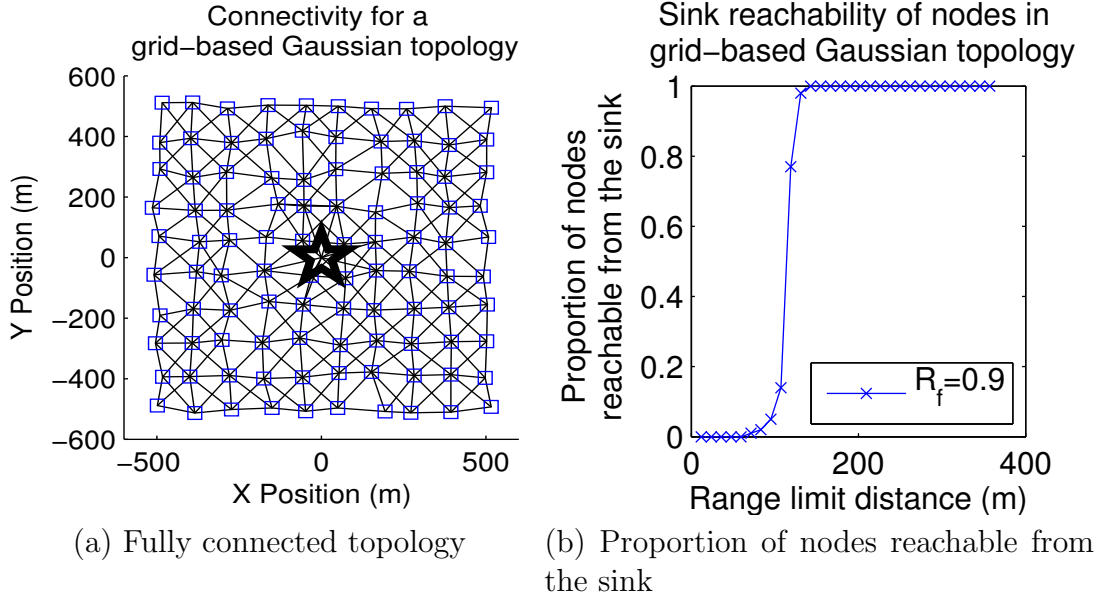 Connectivity for a
grid−based Gaussian topology
600
400
200
0
−200
−400
−600
−500
0
500
Y Position (m)
X Position (m)
(a) Fully connected topology
Sink reachability of nodes in
grid−based Gaussian topology
1
0.8
0.6
0.4
0.2
0
0
200
400
Proportion of nodes
reachable from the sink
R_f=0.9
Range limit distance (m)
(b) Proportion of nodes reachable from
the sink